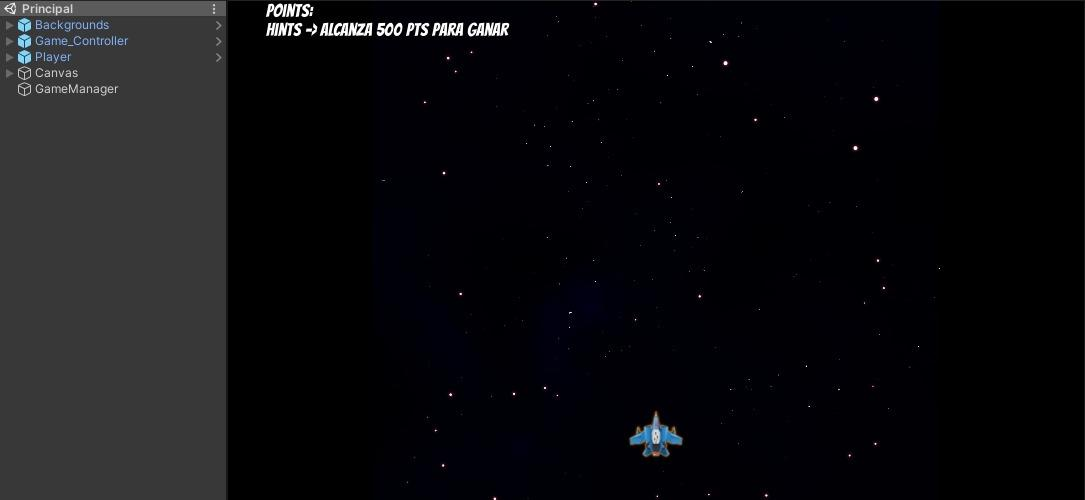 Principal
Backgrounds
Game_Controller
Player
Canvas
GameManager
POINTS:
HINTS -> ALCANZA 500 PTS PARA GANAR